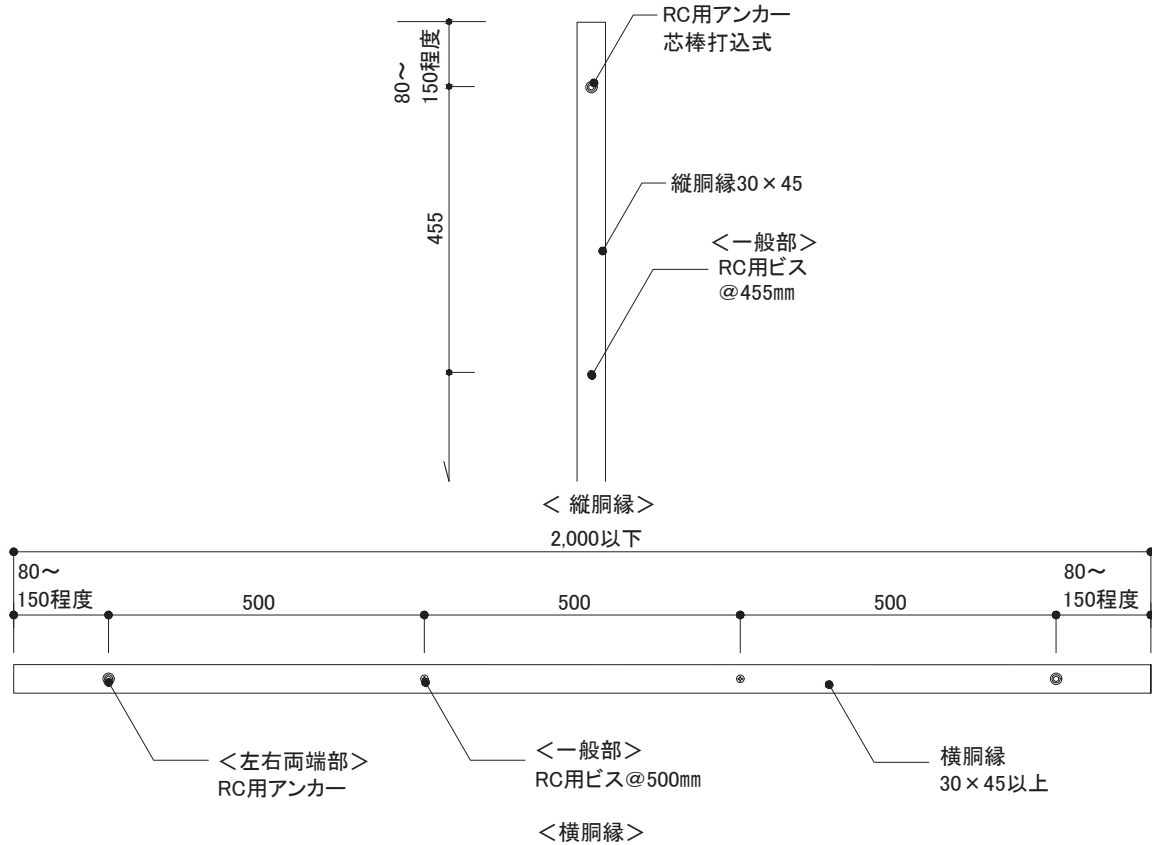 RC用アンカー
芯棒打込式
80～
150程度
縦胴縁30×45
455
＜一般部＞
RC用ビス
@455㎜
＜ 縦胴縁＞
2,000以下
80～
150程度
500
500
500
80～
150程度
＜左右両端部＞
RC用アンカー
＜一般部＞
RC用ビス@500㎜
横胴縁
30×45以上
＜横胴縁＞